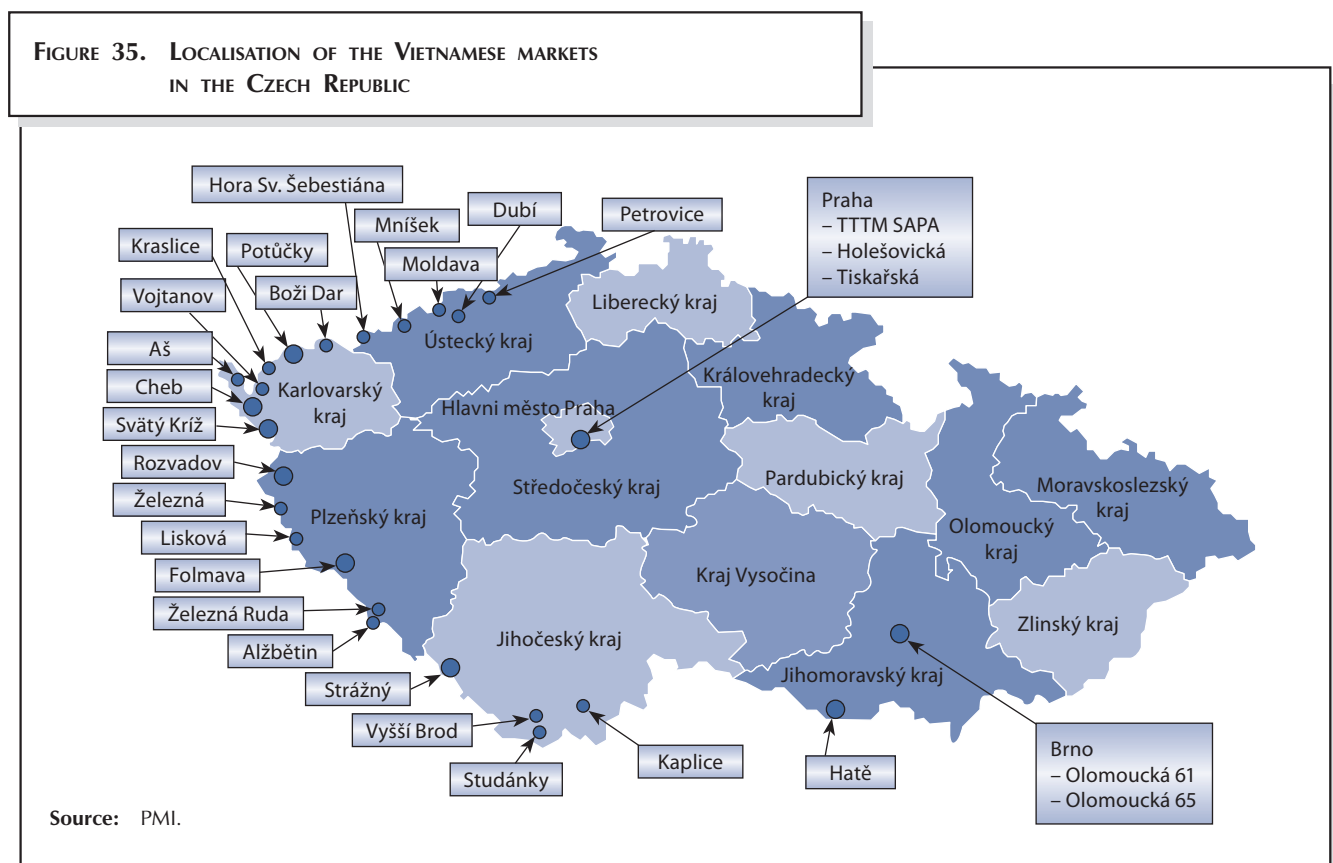 FIGURE 35. LOCALISATION OF THE VIETNAMESE MARKETS
IN THE CZECH REPUBLIC
Hora Sv. Šebestiána
Mníšek
Dubí
Petrovice
Praha
– TTTM SAPA
– Holešovická
– Tiskařská
Kraslice
Potůčky
Moldava
Vojtanov
Boži Dar
Liberecký kraj
Aš
Ústecký kraj
Cheb
Karlovarský
kraj
Královehradecký
kraj
Hlavni město Praha
Svätý Kríž
Rozvadov
Pardubický kraj
Středočeský kraj
Moravskoslezský
kraj
Železná
Plzeňský kraj
Olomoucký
kraj
Lisková
Folmava
Kraj Vysočina
Železná Ruda
Zlinský kraj
Alžbětin
Jihočeský kraj
Strážný
Jihomoravský kraj
Vyšší Brod
Studánky
Kaplice
Hatě
Brno
– Olomoucká 61
– Olomoucká 65
Source: PMI.